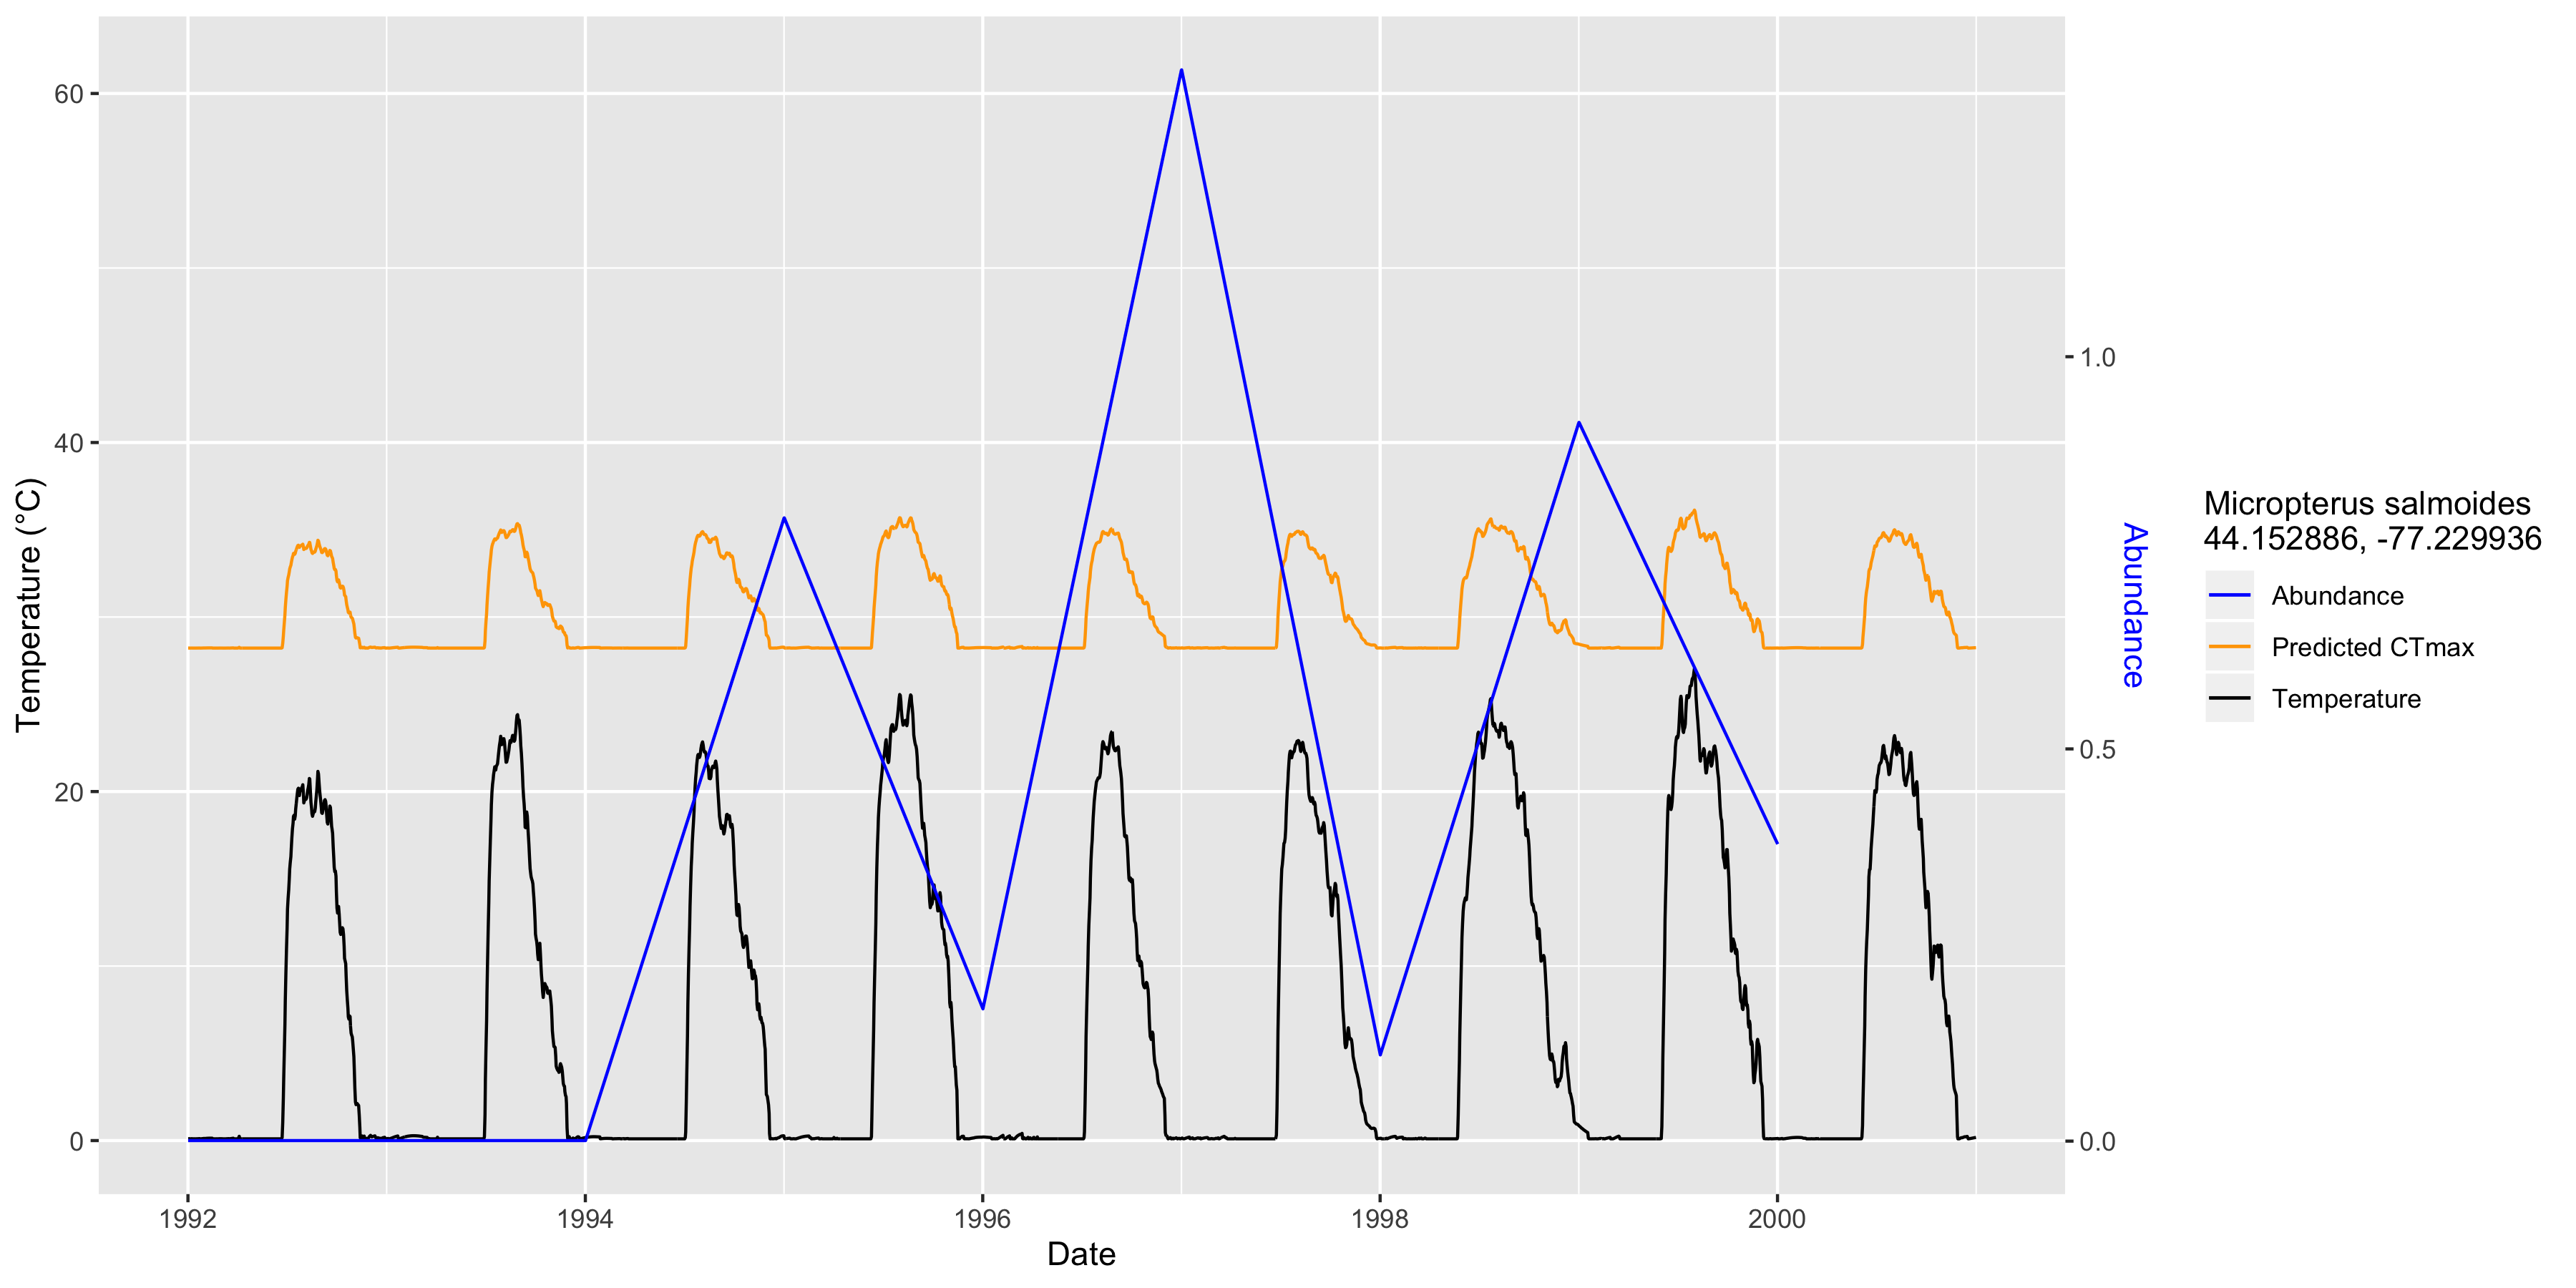 Temperature (°C)
60
40
20
0
1992
1994
1996
1998
2000
Date
1.0
0.5
0.0
Abundance
Micropterus salmoides
44.152886, -77.229936
Abundance
Predicted CTmax
Temperature